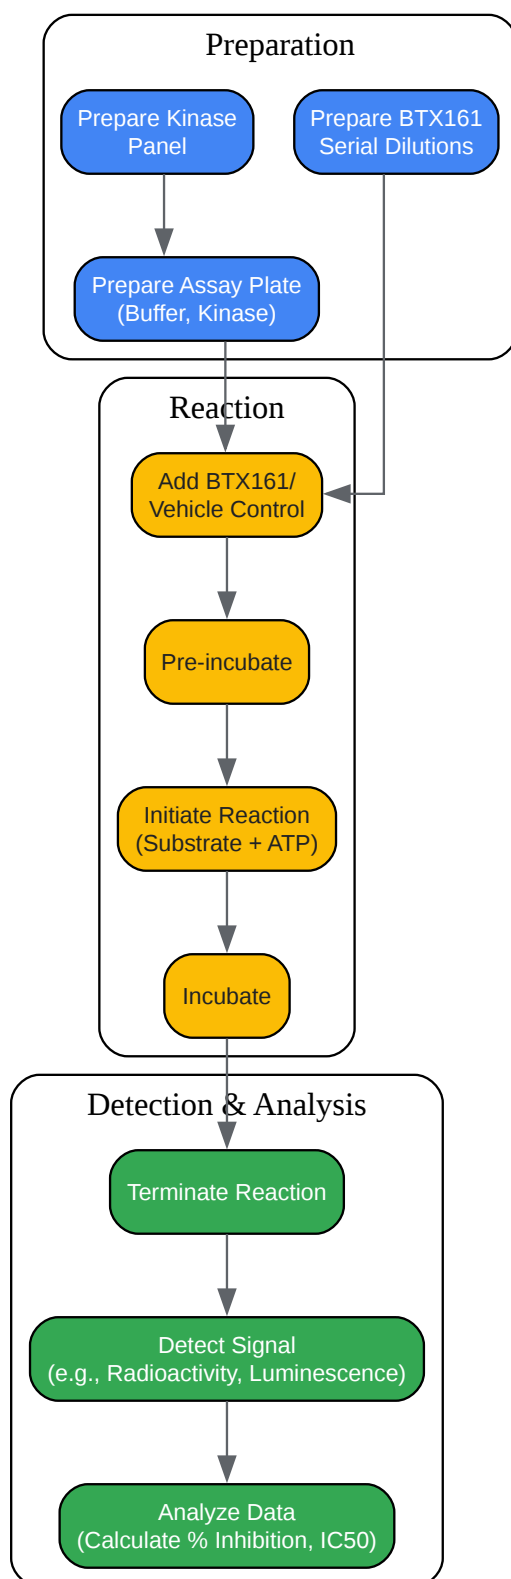 Preparation
Prepare Kinase
Panel
Prepare BTX161
Serial Dilutions
Prepare Assay Plate
(Buffer, Kinase)
Reaction
Add BTX161/
Vehicle Control
Pre-incubate
Initiate Reaction
(Substrate + ATP)
Incubate
Detection & Analysis
Terminate Reaction
Detect Signal
(e.g., Radioactivity, Luminescence)
Analyze Data
(Calculate % Inhibition, IC50)